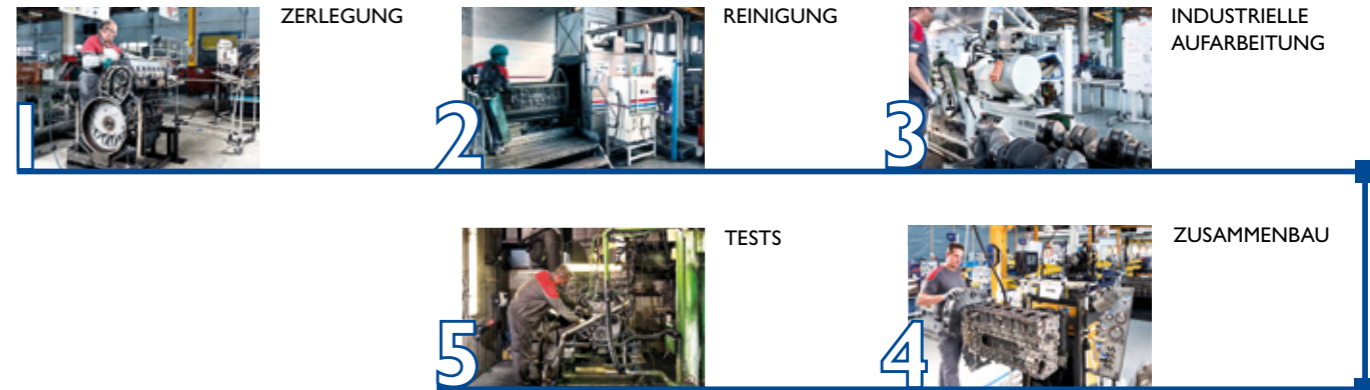 1
ZERLEGUNG
2
REINIGUNG
3
INDUSTRIELLE
AUFARBEITUNG
4
ZUSAMMENBAU
5
TESTS